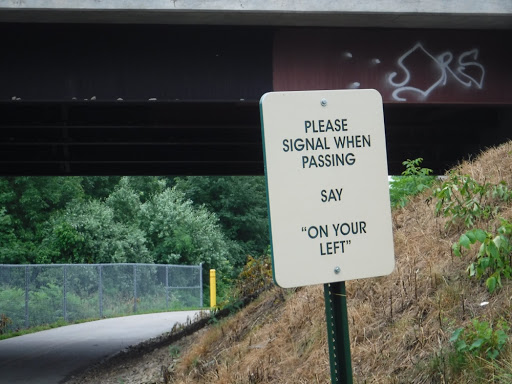 PLEASE
SIGNAL WHEN
PASSING
SAY
"ON YOUR
LEFT"